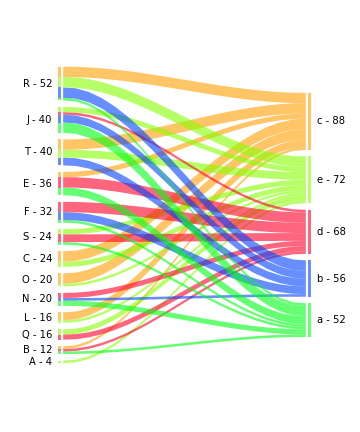 R - 52
J - 40
T - 40
E - 36
F - 32
S - 24
C - 24
O - 20
N - 20
L - 16
Q - 16
B - 12
A - 4
c - 88
e - 72
d - 68
b - 56
a - 52